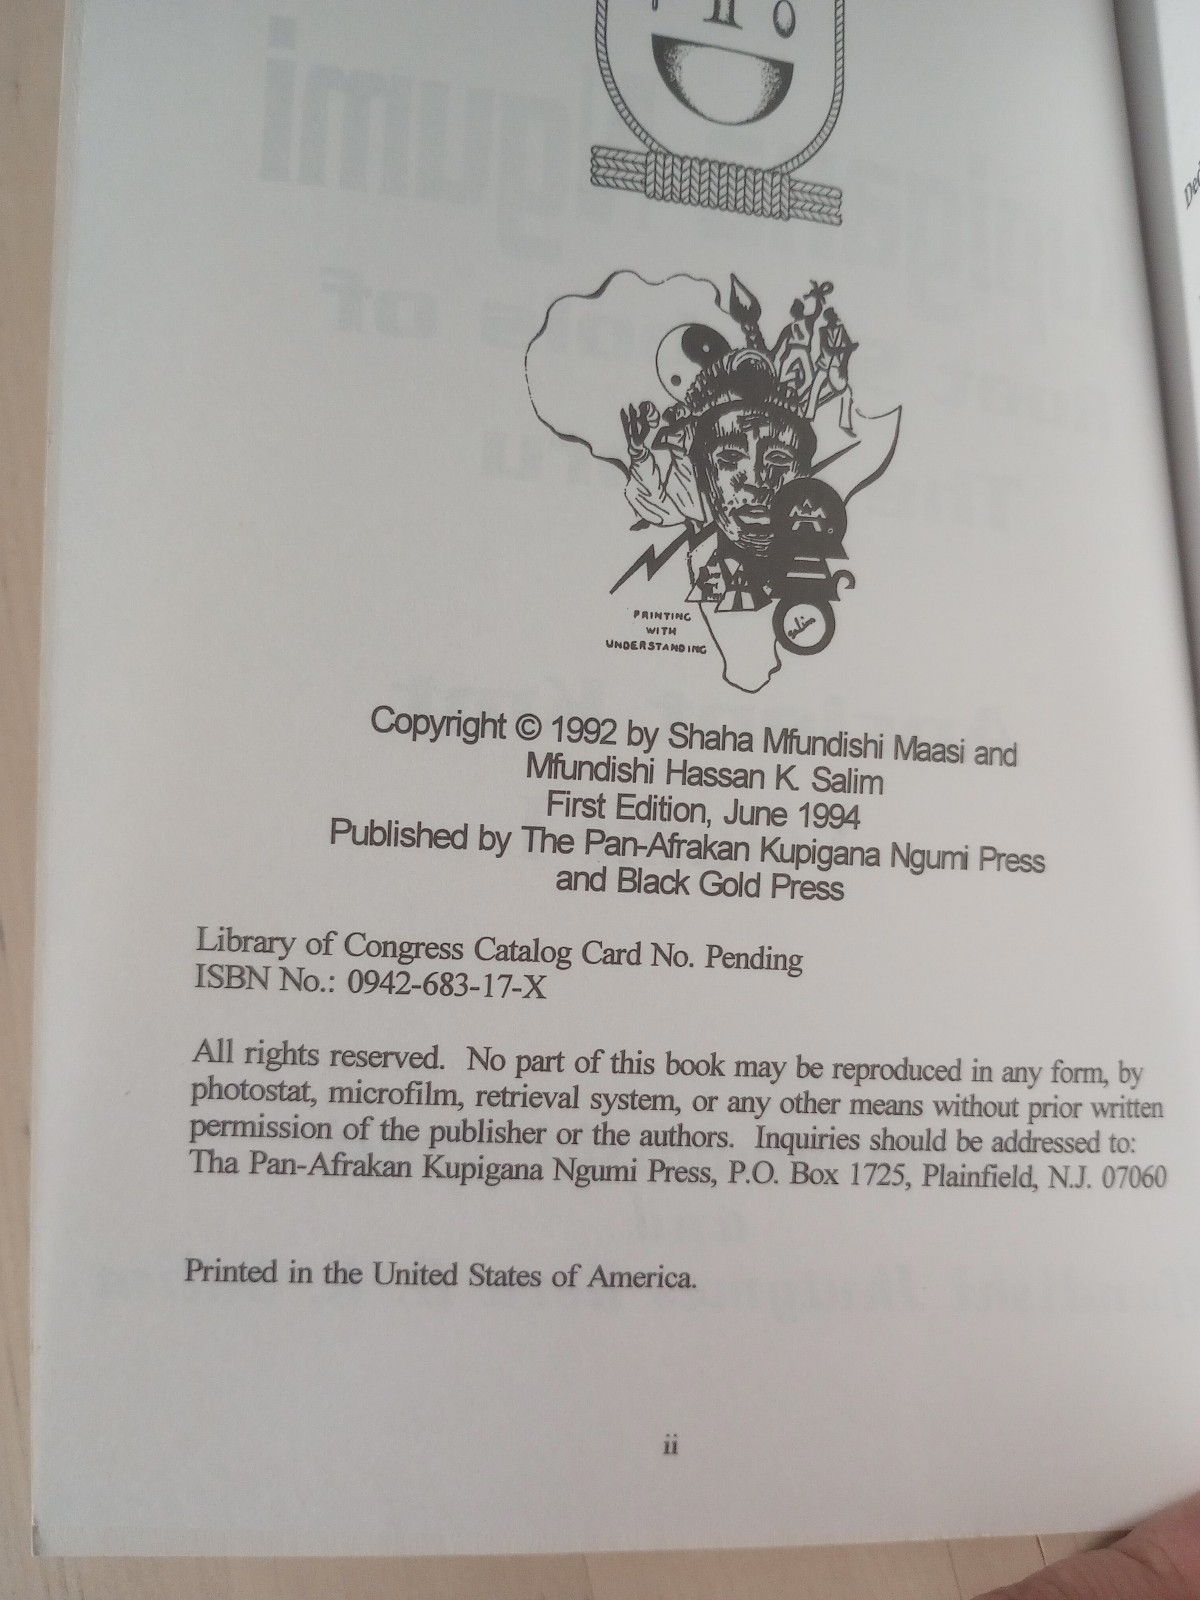 PRINTING
WITH
UNDERSTANDING
Copyright © 1992 by Shaha Mfundishi Maasi and
Mfundishi Hassan K. Salim
First Edition, June 1994
Published by The Pan-Afrakan Kupigana Ngumi Press
and Black Gold Press
Library of Congress Catalog Card No. Pending
ISBN No.: 0942-683-17-X
All rights reserved. No part of this book may be reproduced in any form, by
photostat, microfilm, retrieval system, or any other means without prior written
permission of the publisher or the authors. Inquiries should be addressed to:
Tha Pan-Afrakan Kupigana Ngumi Press, P.O. Box 1725, Plainfield, N.J. 07060
Printed in the United States of America.
ii